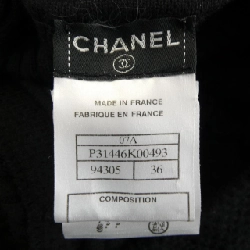 CHANEL
MADE IN FRANCE
FABRIQUE EN FRANCE
07A
P31446K00493
94305 36
COMPOSITION